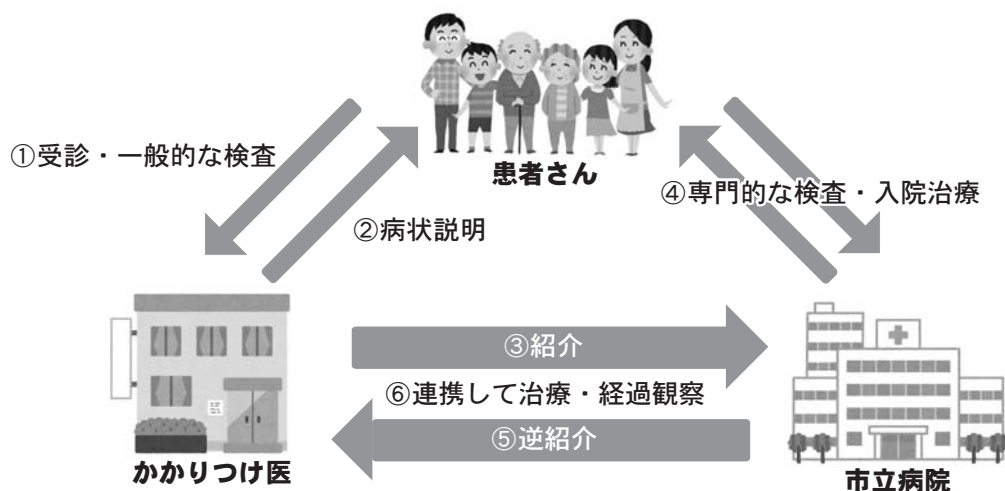 患者さん
①受診・一般的な検査
②病状説明
④専門的な検査・入院治療
③紹介
⑥連携して治療・経過観察
⑤逆紹介
かかりつけ医
市立病院